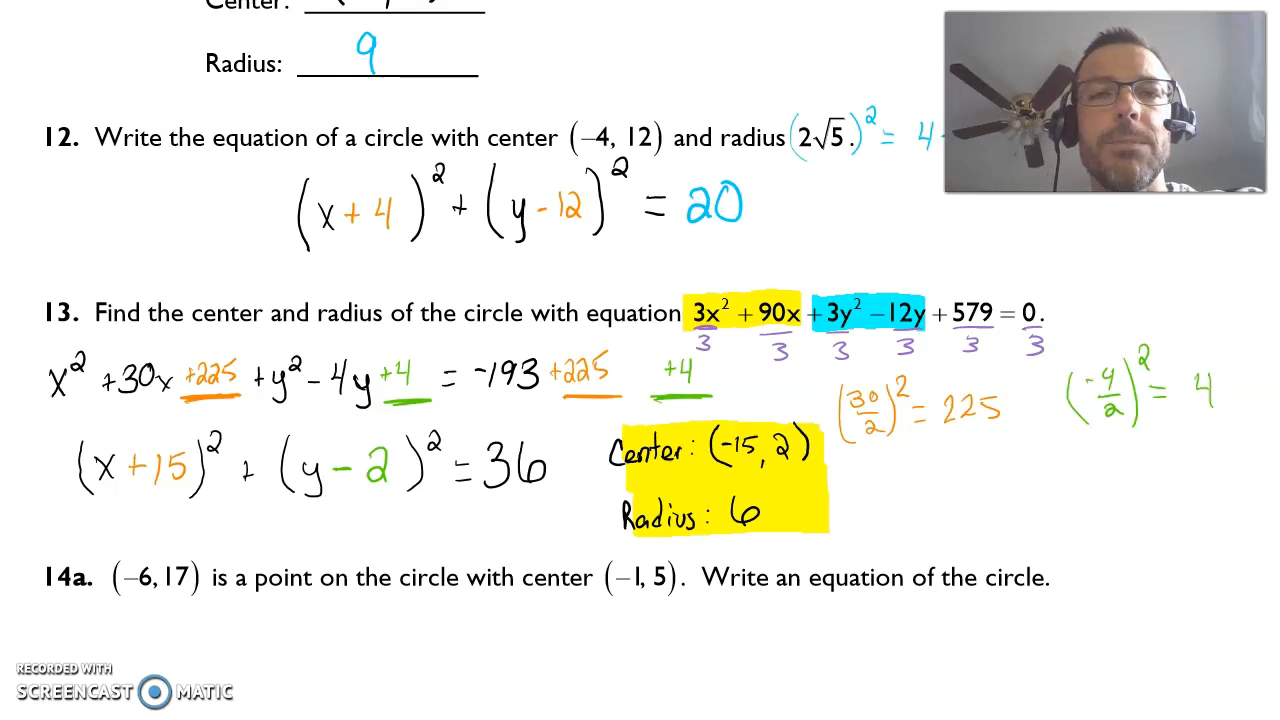 Radius: 9
12. Write the equation of a circle with center (−4, 12) and radius (2√5.)² = 4
(x + 4)² + (y − 12)² = 20
13. Find the center and radius of the circle with equation 3x² + 90x + 3y² − 12y + 579 = 0.
3 3 3 3 3 3
x² + 30x + 225 + y² − 4y + 4 = −193 + 225 + 4
(30/2)² = 225 (−4/2)² = 4
(x + 15)² + (y − 2)² = 36
Center: (−15, 2)
Radius: 6
14a. (−6, 17) is a point on the circle with center (−1, 5). Write an equation of the circle.
RECORDED WITH
SCREENCAST MATIC